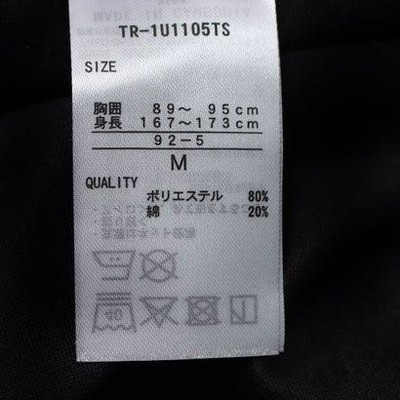 TR-1U1105TS
SIZE
胸囲 89〜 95cm
身長 167〜173cm
92-5
M
QUALITY
ポリエステル 80%
綿 20%
40